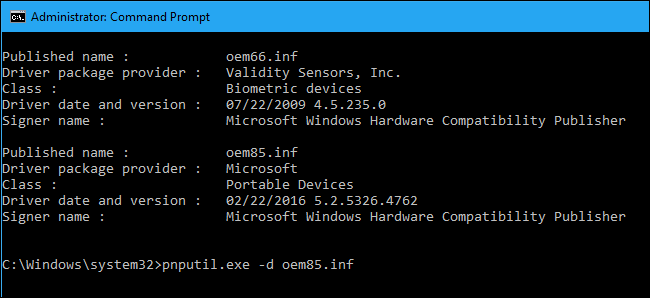 C:\.
Administrator: Command Prompt
Published name : oem66.inf
Driver package provider : Validity Sensors, Inc.
Class : Biometric devices
Driver date and version : 07/22/2009 4.5.235.0
Signer name : Microsoft Windows Hardware Compatibility Publisher
Published name : oem85.inf
Driver package provider : Microsoft
Class : Portable Devices
Driver date and version : 02/22/2016 5.2.5326.4762
Signer name : Microsoft Windows Hardware Compatibility Publisher
C:\Windows\system32>pnputil.exe -d oem85.inf